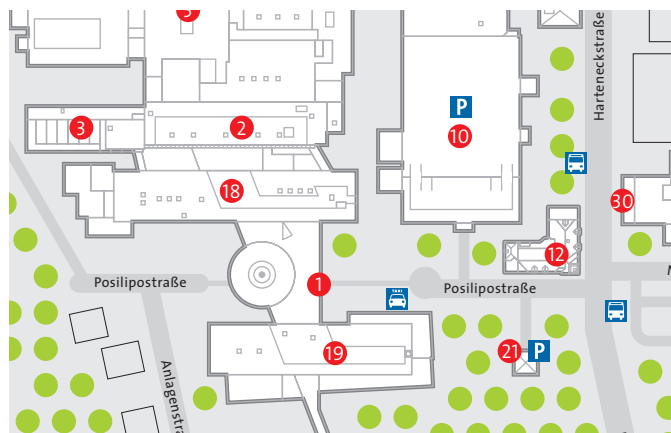 5
P
Harteneckstraße
3
2
10
18
30
12
1
Posilipostraße
TAXI
Posilipostraße
M
19
21
P
Anlagenstra